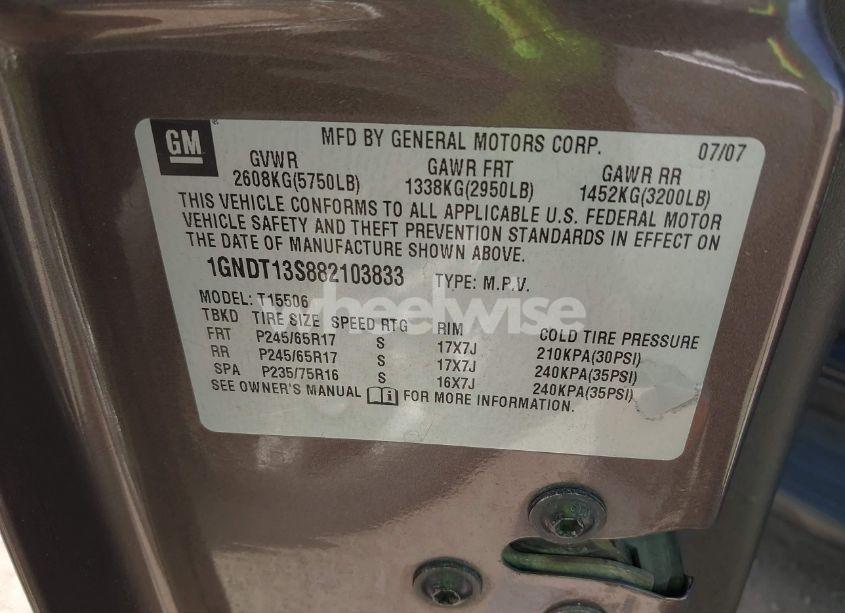 GM
MFD BY GENERAL MOTORS CORP. 07/07
GVWR GAWR FRT GAWR RR
2608KG(5750LB) 1338KG(2950LB) 1452KG(3200LB)
THIS VEHICLE CONFORMS TO ALL APPLICABLE U.S. FEDERAL MOTOR
VEHICLE SAFETY AND THEFT PREVENTION STANDARDS IN EFFECT ON
THE DATE OF MANUFACTURE SHOWN ABOVE.
1GNDT13S882103833 TYPE: M.P.V.
MODEL: T15506
wheelwise
TBKD TIRE SIZE SPEED RTG RIM COLD TIRE PRESSURE
FRT P245/65R17 S 17X7J 210KPA(30PSI)
RR P245/65R17 S 17X7J 240KPA(35PSI)
SPA P235/75R16 S 16X7J 240KPA(35PSI)
SEE OWNER'S MANUAL FOR MORE INFORMATION.